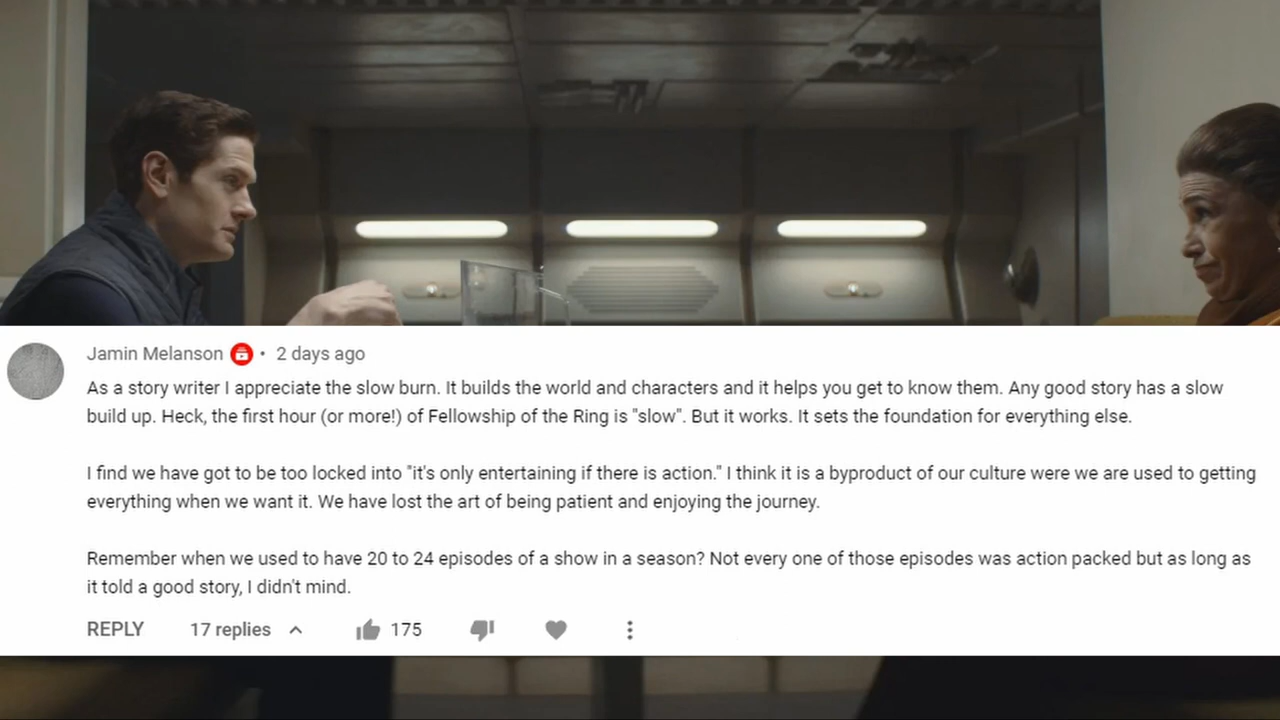 Jamin Melanson • 2 days ago
As a story writer I appreciate the slow burn. It builds the world and characters and it helps you get to know them. Any good story has a slow
build up. Heck, the first hour (or more!) of Fellowship of the Ring is "slow". But it works. It sets the foundation for everything else.
I find we have got to be too locked into "it's only entertaining if there is action." I think it is a byproduct of our culture were we are used to getting
everything when we want it. We have lost the art of being patient and enjoying the journey.
Remember when we used to have 20 to 24 episodes of a show in a season? Not every one of those episodes was action packed but as long as
it told a good story, I didn't mind.
REPLY 17 replies 175